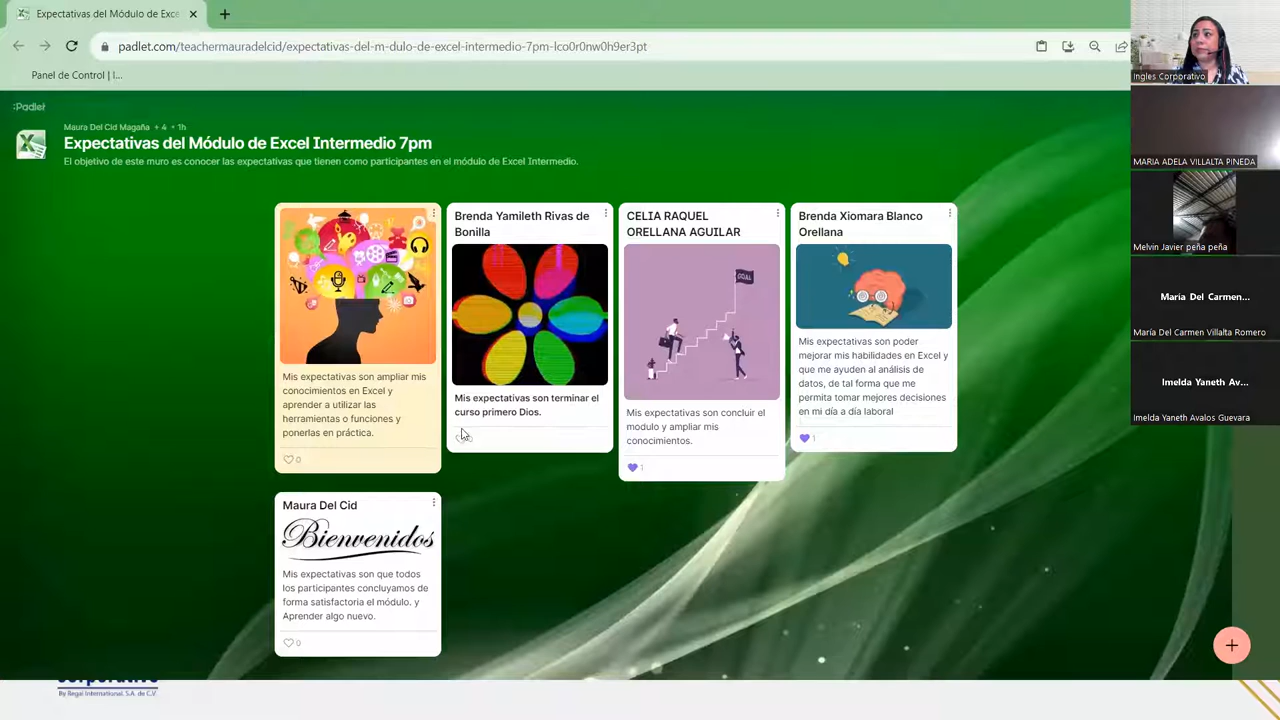 Expectativas del Módulo de Exce
padlet.com/teachermauradelcid/expectativas-del-m-dulo-de-excel-intermedio-7pm-lco0r0nw0h9er3pt
Panel de Control | I...
:Padlet
Maura Del Cid Magaña + 4 • 1h
Expectativas del Módulo de Excel Intermedio 7pm
El objetivo de este muro es conocer las expectativas que tienen como participantes en el módulo de Excel Intermedio.
Mis expectativas son ampliar mis
conocimientos en Excel y
aprender a utilizar las
herramientas o funciones y
ponerlas en práctica.
0
Brenda Yamileth Rivas de
Bonilla
Mis expectativas son terminar el
curso primero Dios.
CELIA RAQUEL
ORELLANA AGUILAR
GOAL
Mis expectativas son concluir el
modulo y ampliar mis
conocimientos.
1
Brenda Xiomara Blanco
Orellana
Mis expectativas son poder
mejorar mis habilidades en Excel y
que me ayuden al análisis de
datos, de tal forma que me
permita tomar mejores decisiones
en mi día a día laboral
1
Maura Del Cid
Bienvenidos
Mis expectativas son que todos
los participantes concluyamos de
forma satisfactoria el módulo. y
Aprender algo nuevo.
0
Ingles Corporativo
MARIA ADELA VILLALTA PINEDA
Melvin Javier peña peña
Maria Del Carmen...
María Del Carmen Villalta Romero
Imelda Yaneth Av...
Imelda Yaneth Avalos Guevara
corporativo
By Regal International, S.A. de C.V.